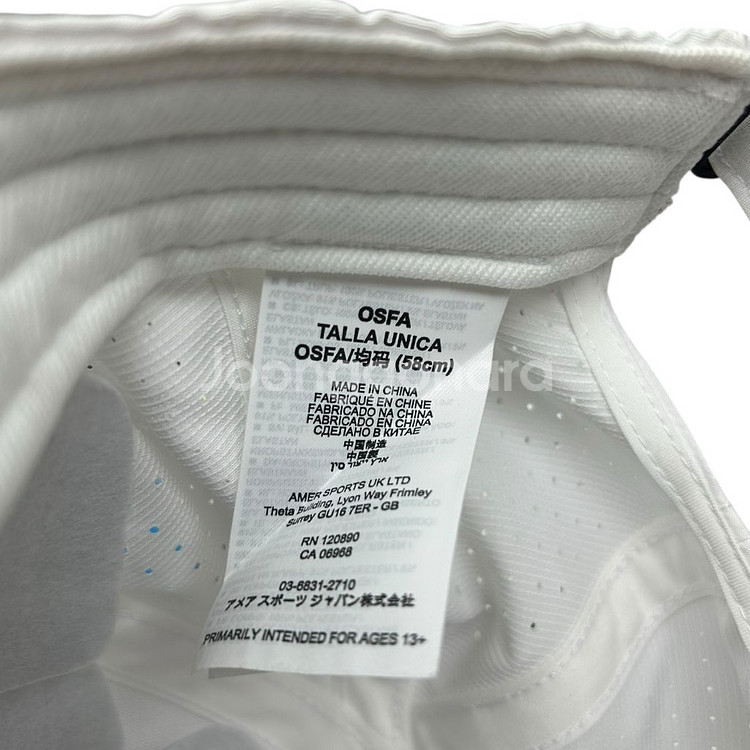 OSFA
TALLA UNICA
OSFA/均码 (58cm)
MADE IN CHINA
FABRIQUÉ EN CHINE
FABRICADO NA CHINA
FABRICADO EN CHINA
СДЕЛАНО В КИТАЕ
中国制造
中國製
ארץ ייצור סין
AMER SPORTS UK LTD
Theta Building, Lyon Way Frimley
Surrey GU16 7ER - GB
RN 120890
CA 06968
03-6831-2710
アメア スポーツ ジャパン株式会社
PRIMARILY INTENDED FOR AGES 13+